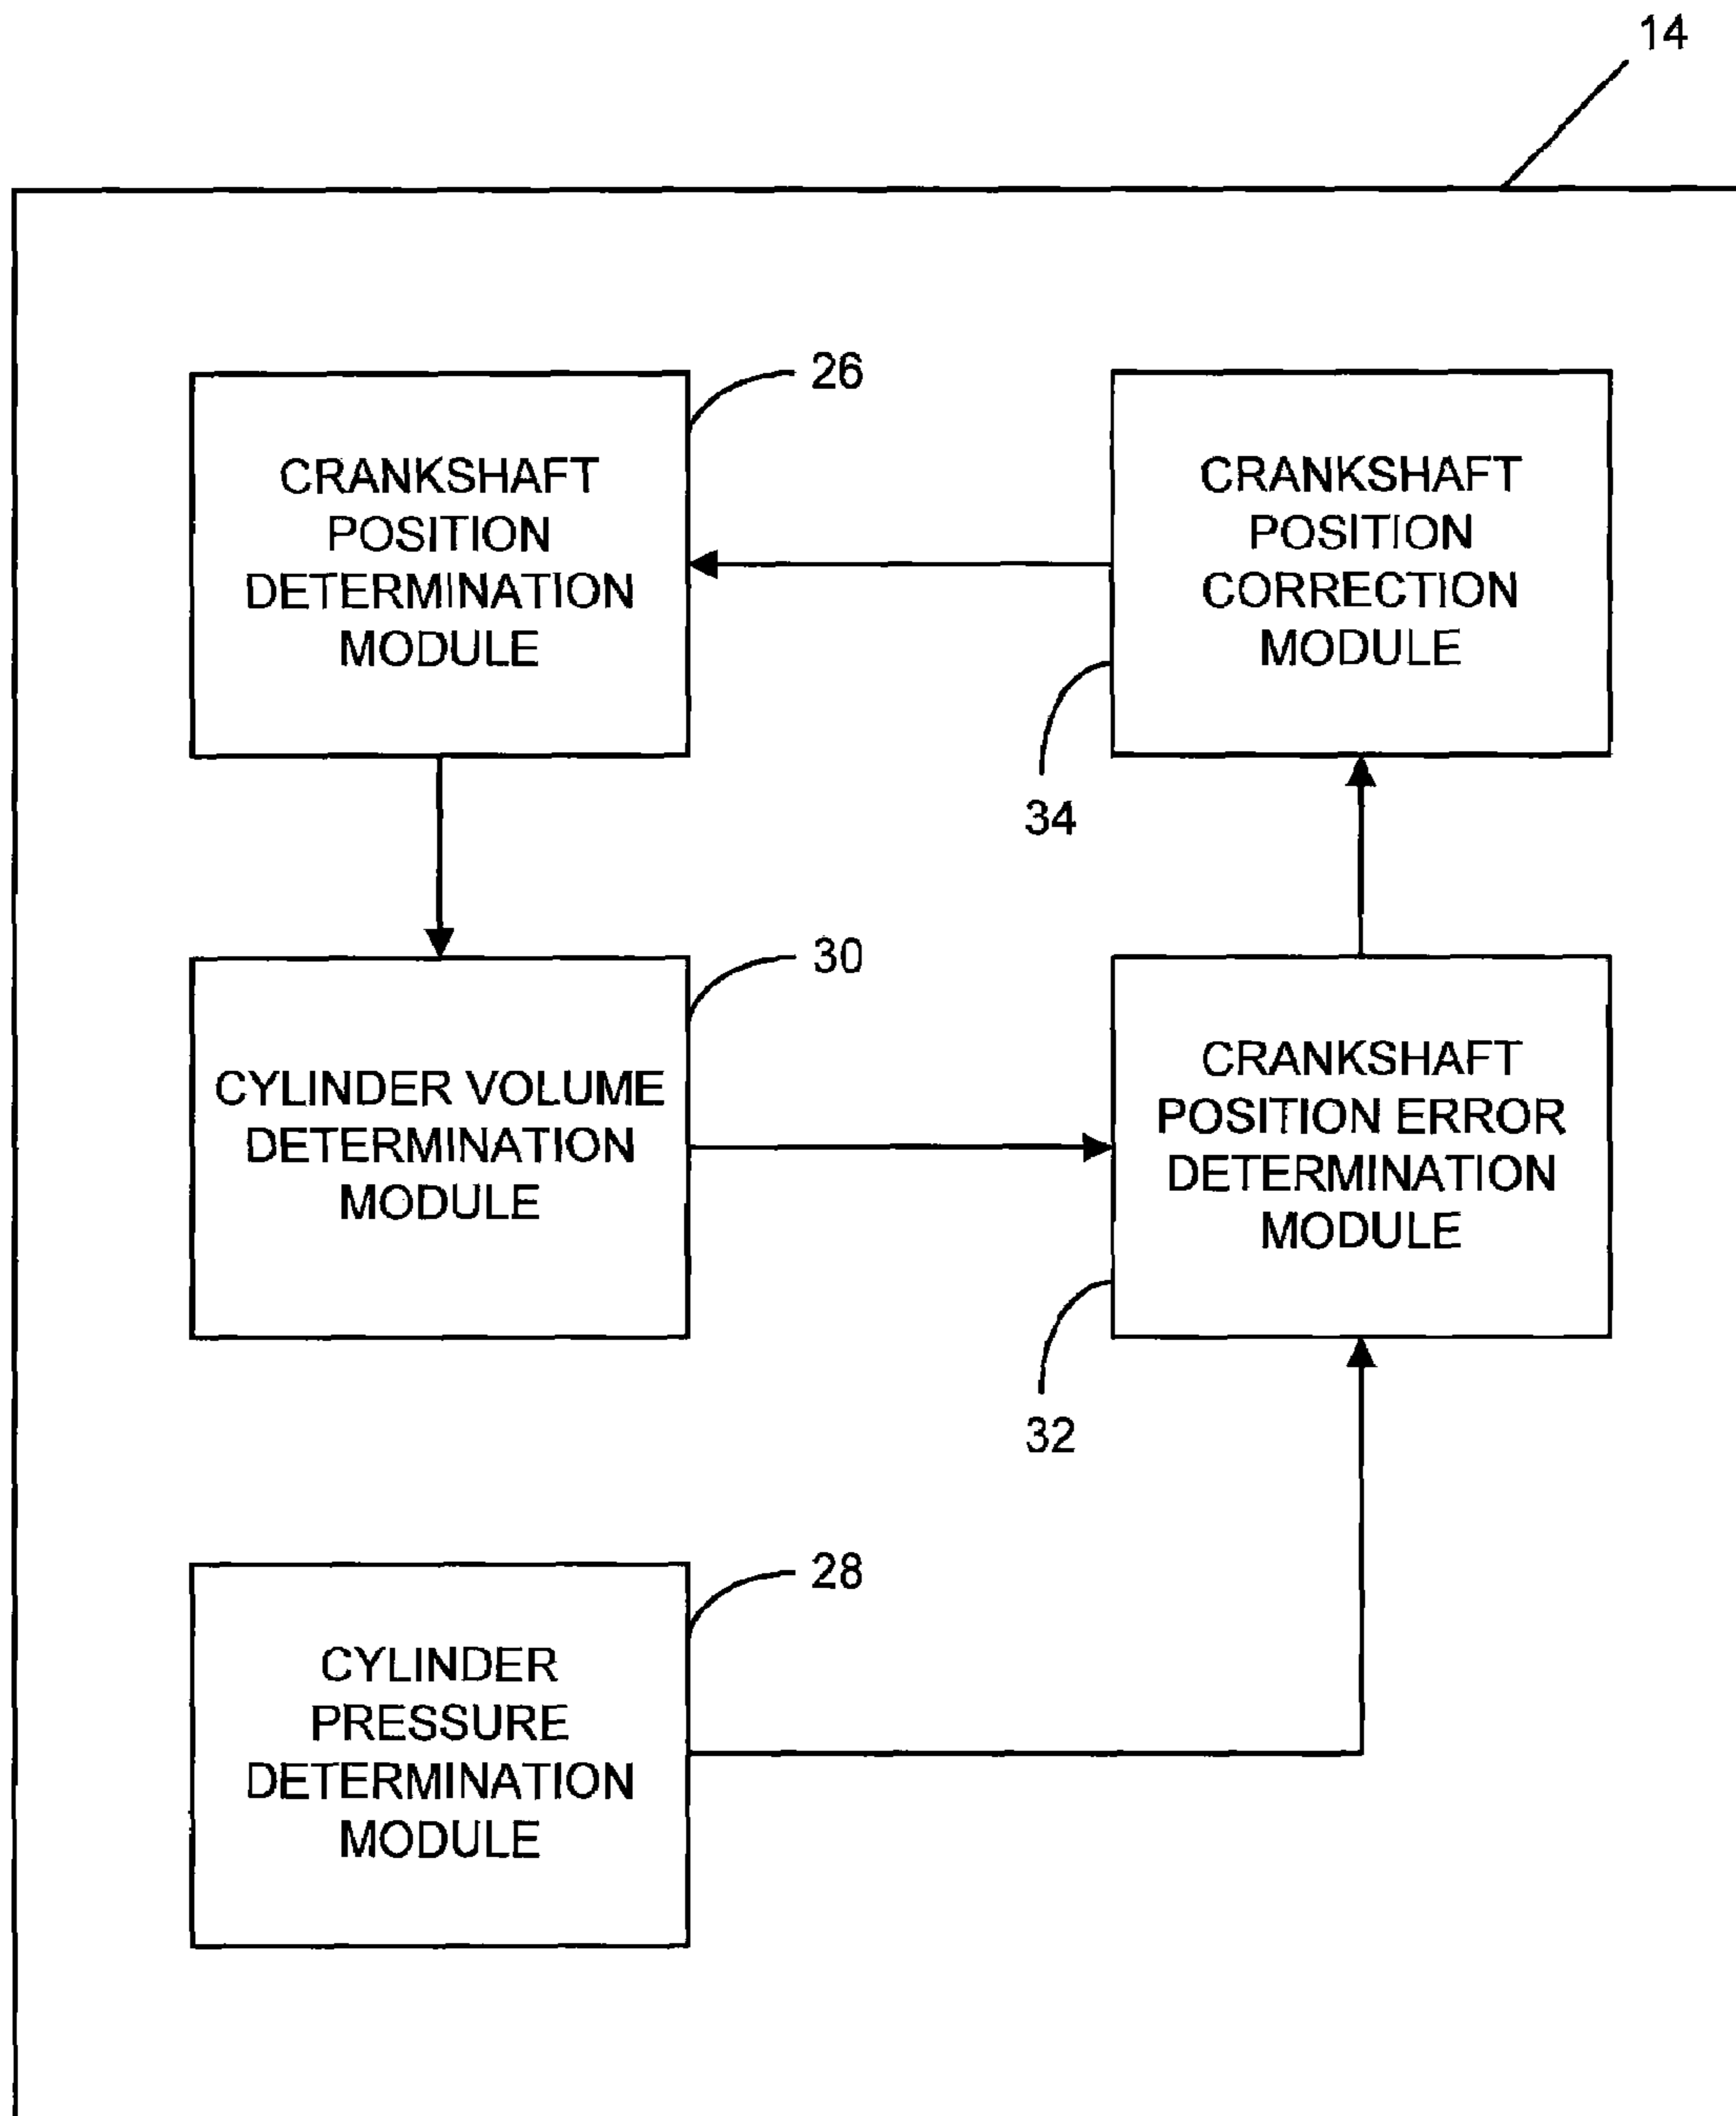 14
26
CRANKSHAFT
POSITION
DETERMINATION
MODULE
CRANKSHAFT
POSITION
CORRECTION
MODULE
34
30
CYLINDER VOLUME
DETERMINATION
MODULE
CRANKSHAFT
POSITION ERROR
DETERMINATION
MODULE
32
28
CYLINDER
PRESSURE
DETERMINATION
MODULE